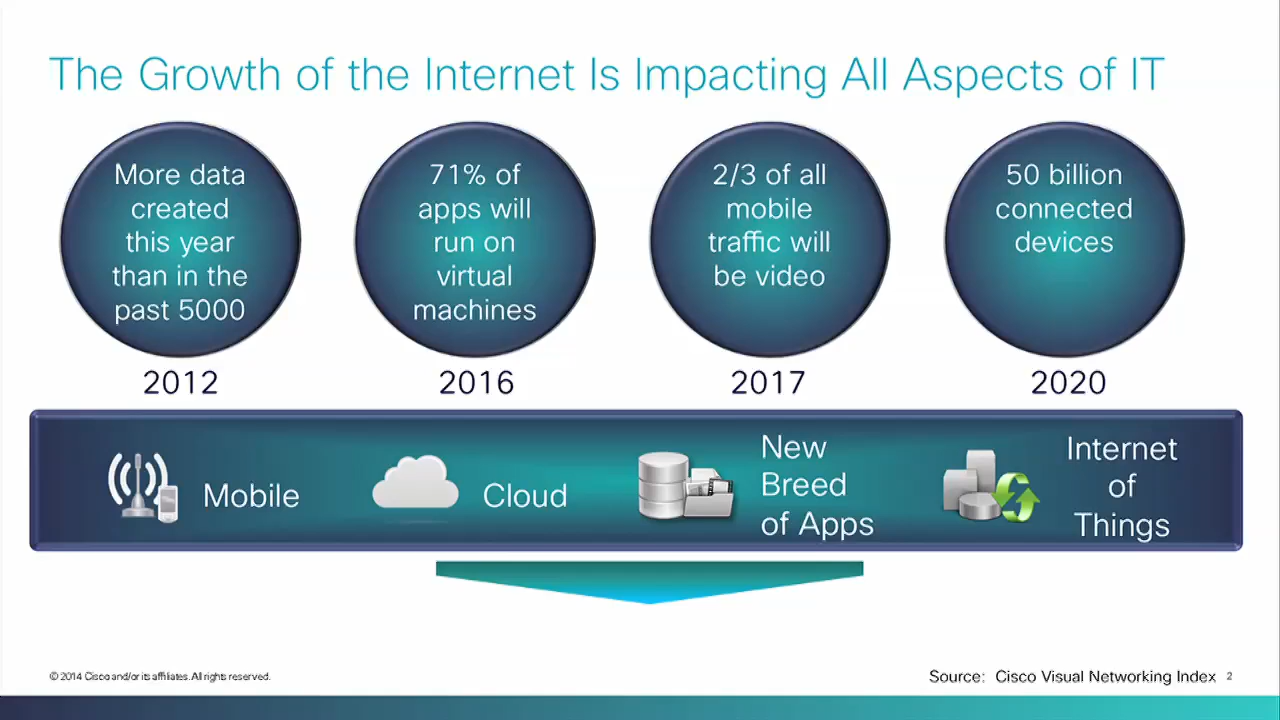 The Growth of the Internet Is Impacting All Aspects of IT
More data
created
this year
than in the
past 5000
71% of
apps will
run on
virtual
machines
2/3 of all
mobile
traffic will
be video
50 billion
connected
devices
2012
2016
2017
2020
Mobile
Cloud
New
Breed
of Apps
Internet
of
Things
© 2014 Cisco and/or its affiliates. All rights reserved.
Source: Cisco Visual Networking Index 2